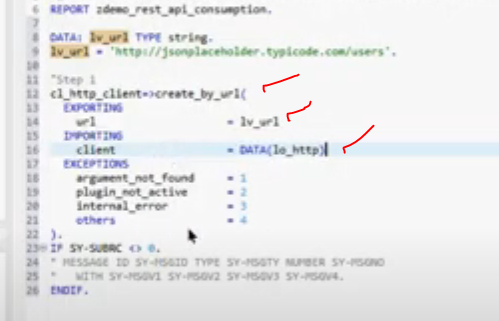 6 REPORT zdemo_rest_api_consumption.
8 DATA: lv_url TYPE string.
9 lv_url = 'http://jsonplaceholder.typicode.com/users'.
10
11 "Step 1
12 cl_http_client=>create_by_url(
13 EXPORTING
14 url = lv_url
15 IMPORTING
16 client = DATA(lo_http)
17 EXCEPTIONS
18 argument_not_found = 1
19 plugin_not_active = 2
20 internal_error = 3
21 others = 4
22 ).
23 IF SY-SUBRC <> 0.
24 * MESSAGE ID SY-MSGID TYPE SY-MSGTY NUMBER SY-MSGNO
25 * WITH SY-MSGV1 SY-MSGV2 SY-MSGV3 SY-MSGV4.
26 ENDIF.